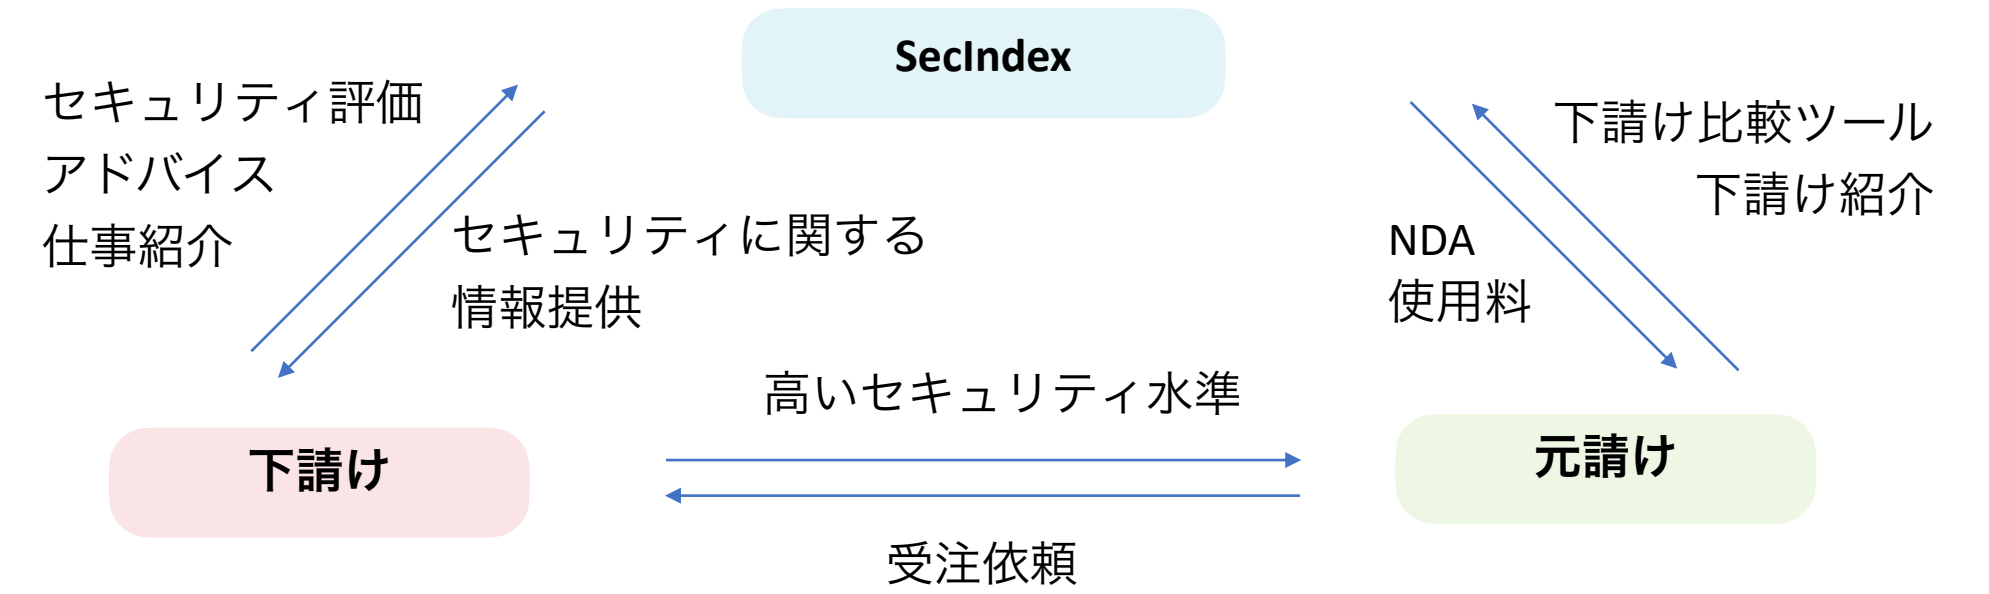 SecIndex
セキュリティ評価
アドバイス
仕事紹介
セキュリティに関する
情報提供
下請け比較ツール
下請け紹介
NDA
使用料
高いセキュリティ水準
下請け
元請け
受注依頼